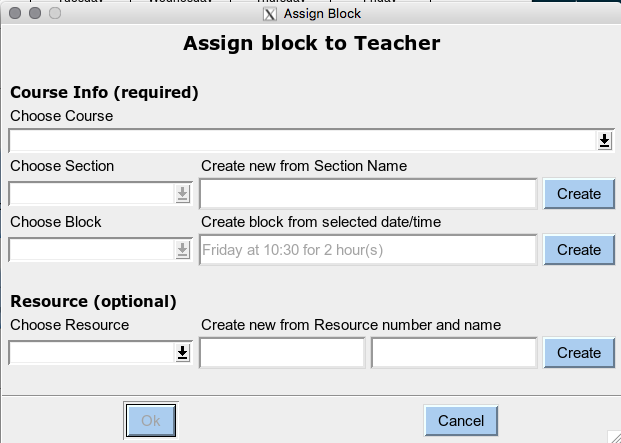 Assign Block
Assign block to Teacher
Course Info (required)
Choose Course
Choose Section Create new from Section Name
Create
Choose Block Create block from selected date/time
Friday at 10:30 for 2 hour(s) Create
Resource (optional)
Choose Resource Create new from Resource number and name
Create
Ok Cancel